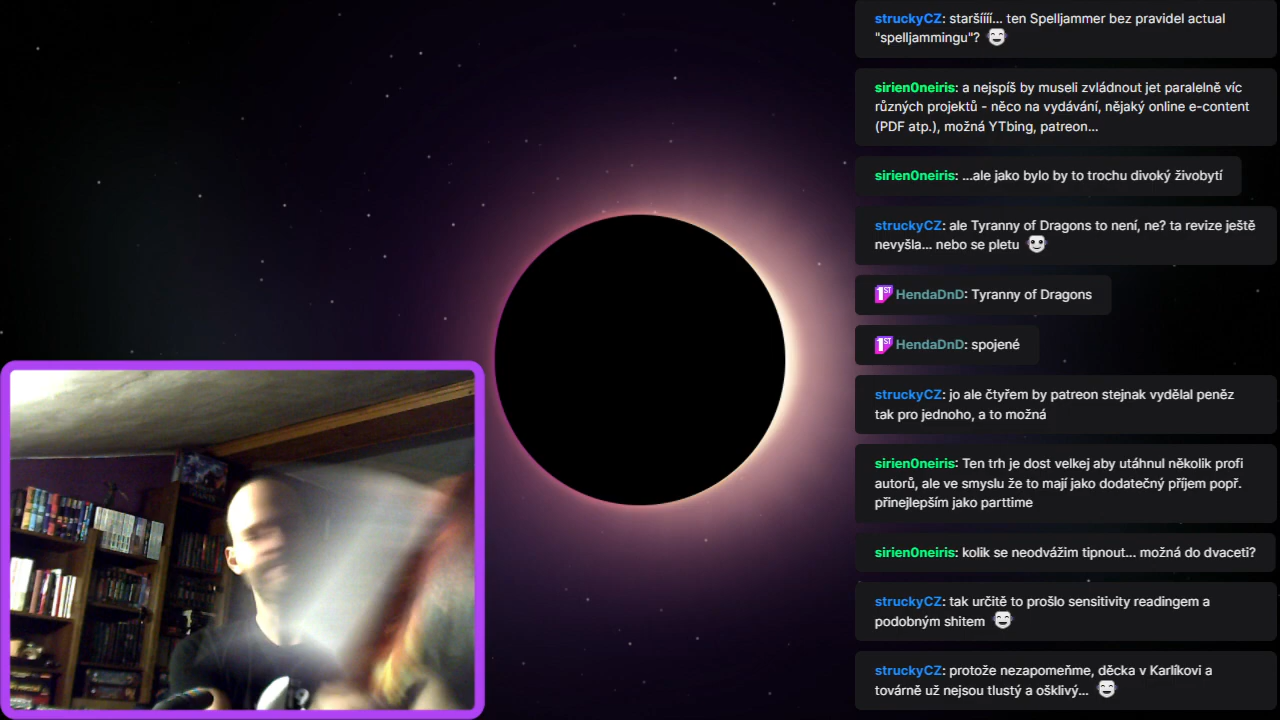 struckyCZ: staršíííí... ten Spelljammer bez pravidel actual
"spelljammingu"?
sirien0neiris: a nejspíš by museli zvládnout jet paralelně víc
různých projektů - něco na vydávání, nějaký online e-content
(PDF atp.), možná YTbing, patreon...
sirien0neiris: ...ale jako bylo by to trochu divoký živobytí
struckyCZ: ale Tyranny of Dragons to není, ne? ta revize ještě
nevyšla... nebo se pletu
1ST HendaDnD: Tyranny of Dragons
1ST HendaDnD: spojené
struckyCZ: jo ale čtyřem by patreon stejnak vydělal peněz
tak pro jednoho, a to možná
sirien0neiris: Ten trh je dost velkej aby utáhnul několik profi
autorů, ale ve smyslu že to mají jako dodatečný příjem popř.
přinejlepším jako parttime
sirien0neiris: kolik se neodvážim tipnout... možná do dvaceti?
struckyCZ: tak určitě to prošlo sensitivity readingem a
podobným shitem
struckyCZ: protože nezapomeňme, děcka v Karlíkovi a
továrně už nejsou tlustý a ošklivý...